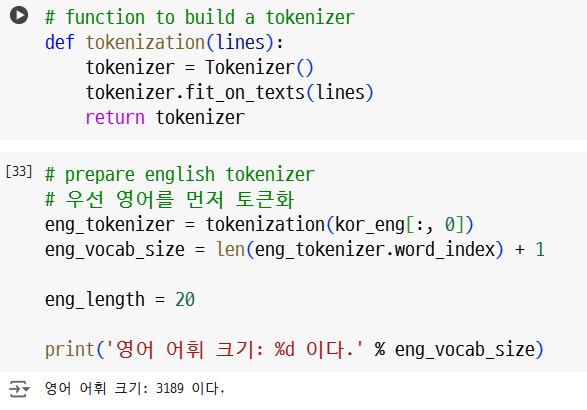 # function to build a tokenizer
def tokenization(lines):
    tokenizer = Tokenizer()
    tokenizer.fit_on_texts(lines)
    return tokenizer
[33]
# prepare english tokenizer
# 우선 영어를 먼저 토큰화
eng_tokenizer = tokenization(kor_eng[:, 0])
eng_vocab_size = len(eng_tokenizer.word_index) + 1
eng_length = 20
print('영어 어휘 크기: %d 이다.' % eng_vocab_size)
영어 어휘 크기: 3189 이다.